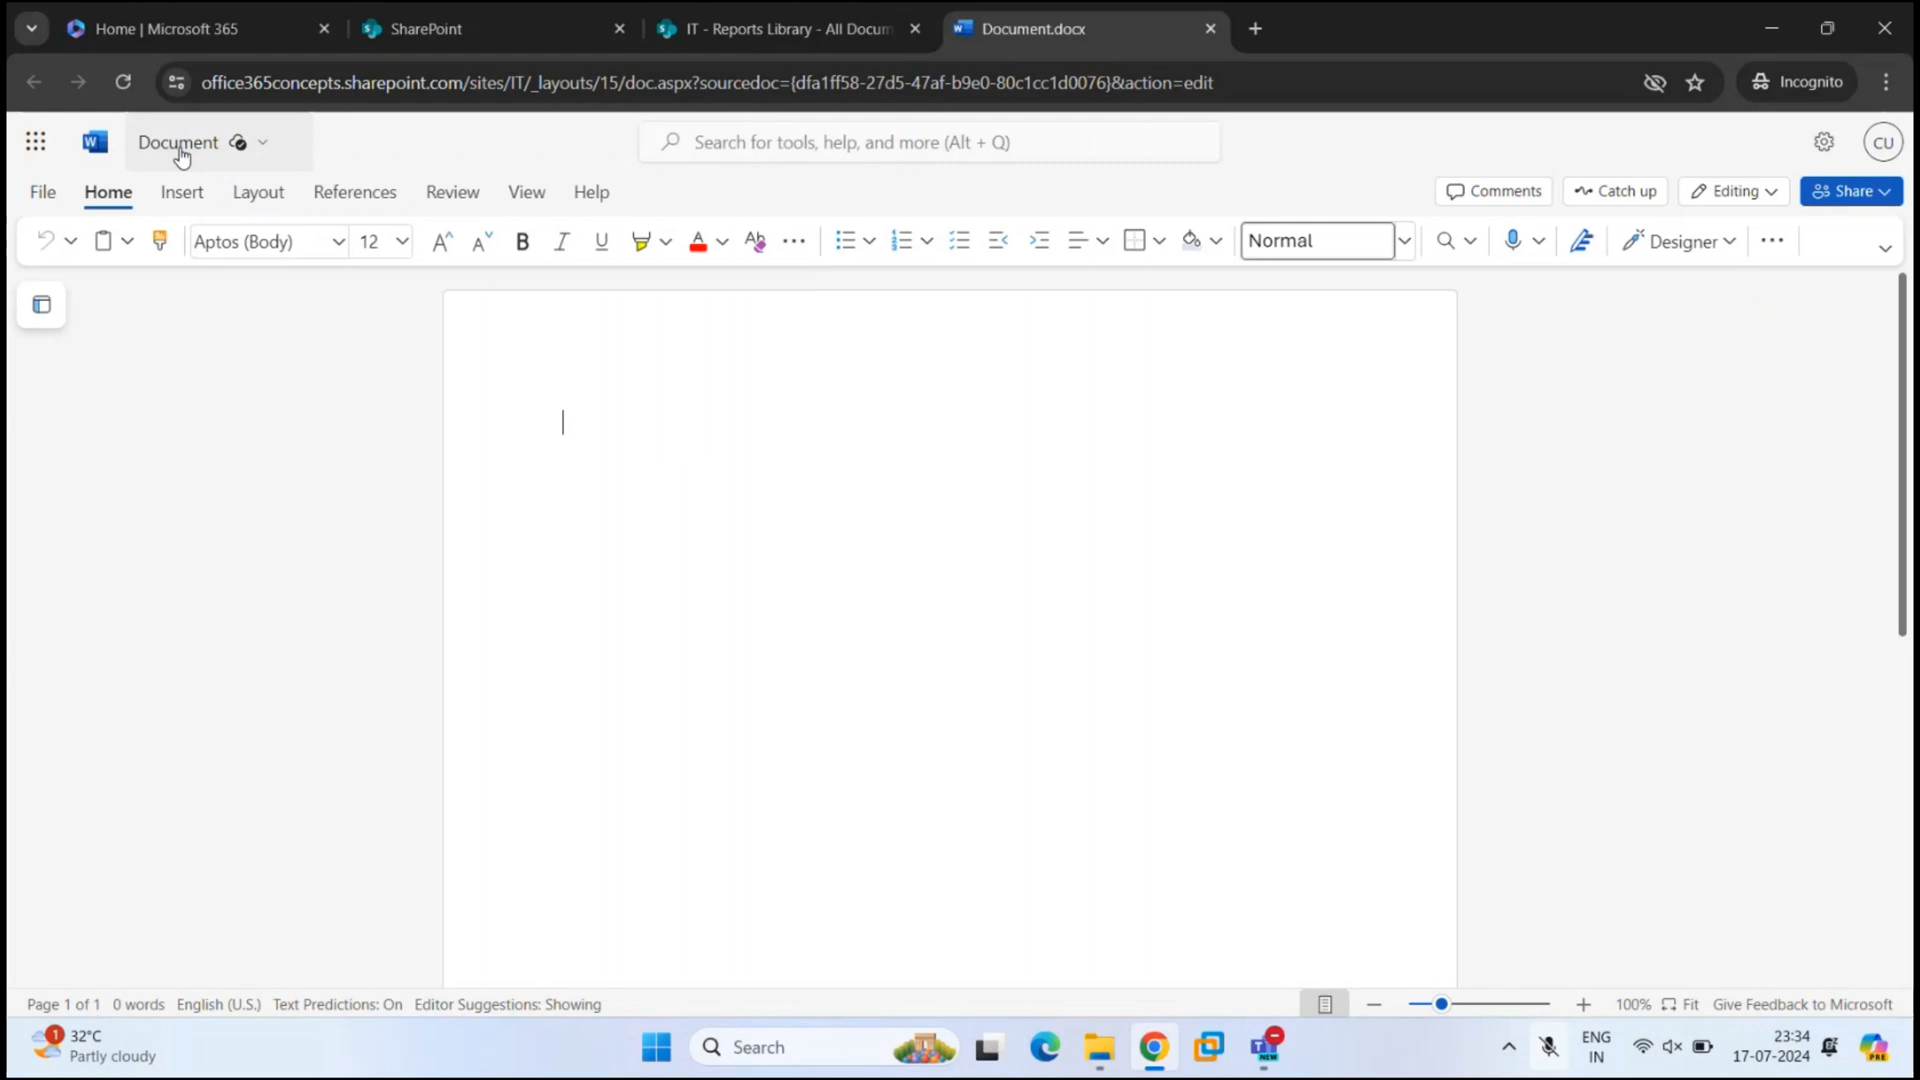 Home | Microsoft 365
SharePoint
IT - Reports Library - All Docum
Document.docx
office365concepts.sharepoint.com/sites/IT/_layouts/15/doc.aspx?sourcedoc={dfa1ff58-27d5-47af-b9e0-80c1cc1d0076}&action=edit
Incognito
Document
Search for tools, help, and more (Alt + Q)
CU
File Home Insert Layout References Review View Help
Comments Catch up Editing Share
Aptos (Body) 12
Normal
Designer
Page 1 of 1 0 words English (U.S.) Text Predictions: On Editor Suggestions: Showing
100% Fit Give Feedback to Microsoft
1
32°C
Partly cloudy
Search
NEW
ENG
IN
23:34
17-07-2024
PRE